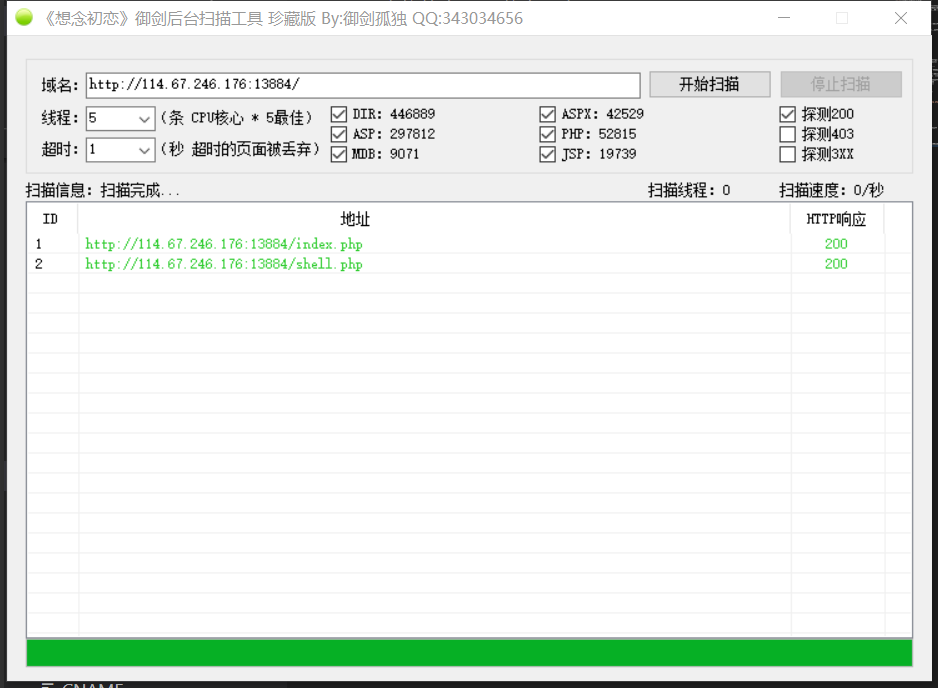 《想念初恋》御剑后台扫描工具 珍藏版 By:御剑孤独 QQ:343034656
域名: http://114.67.246.176:13884/ 开始扫描 停止扫描
线程: 5 (条 CPU核心 * 5最佳) DIR: 446889 ASPX: 42529 探测200
ASP: 297812 PHP: 52815 探测403
超时: 1 (秒 超时的页面被丢弃) MDB: 9071 JSP: 19739 探测3XX
扫描信息: 扫描完成... 扫描线程: 0 扫描速度: 0/秒
ID 地址 HTTP响应
1 http://114.67.246.176:13884/index.php 200
2 http://114.67.246.176:13884/shell.php 200
CNAME